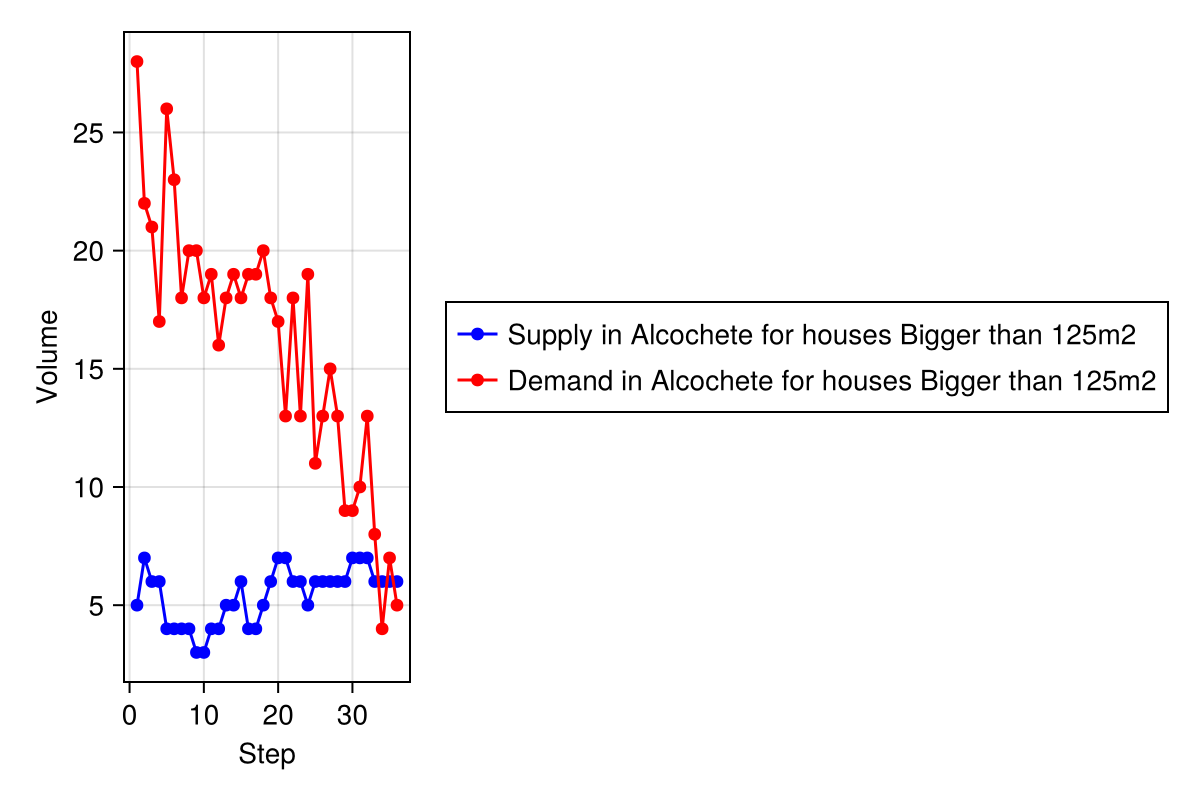 Volume
25
20
15
10
5
0 10 20 30
Step
Supply in Alcochete for houses Bigger than 125m2
Demand in Alcochete for houses Bigger than 125m2